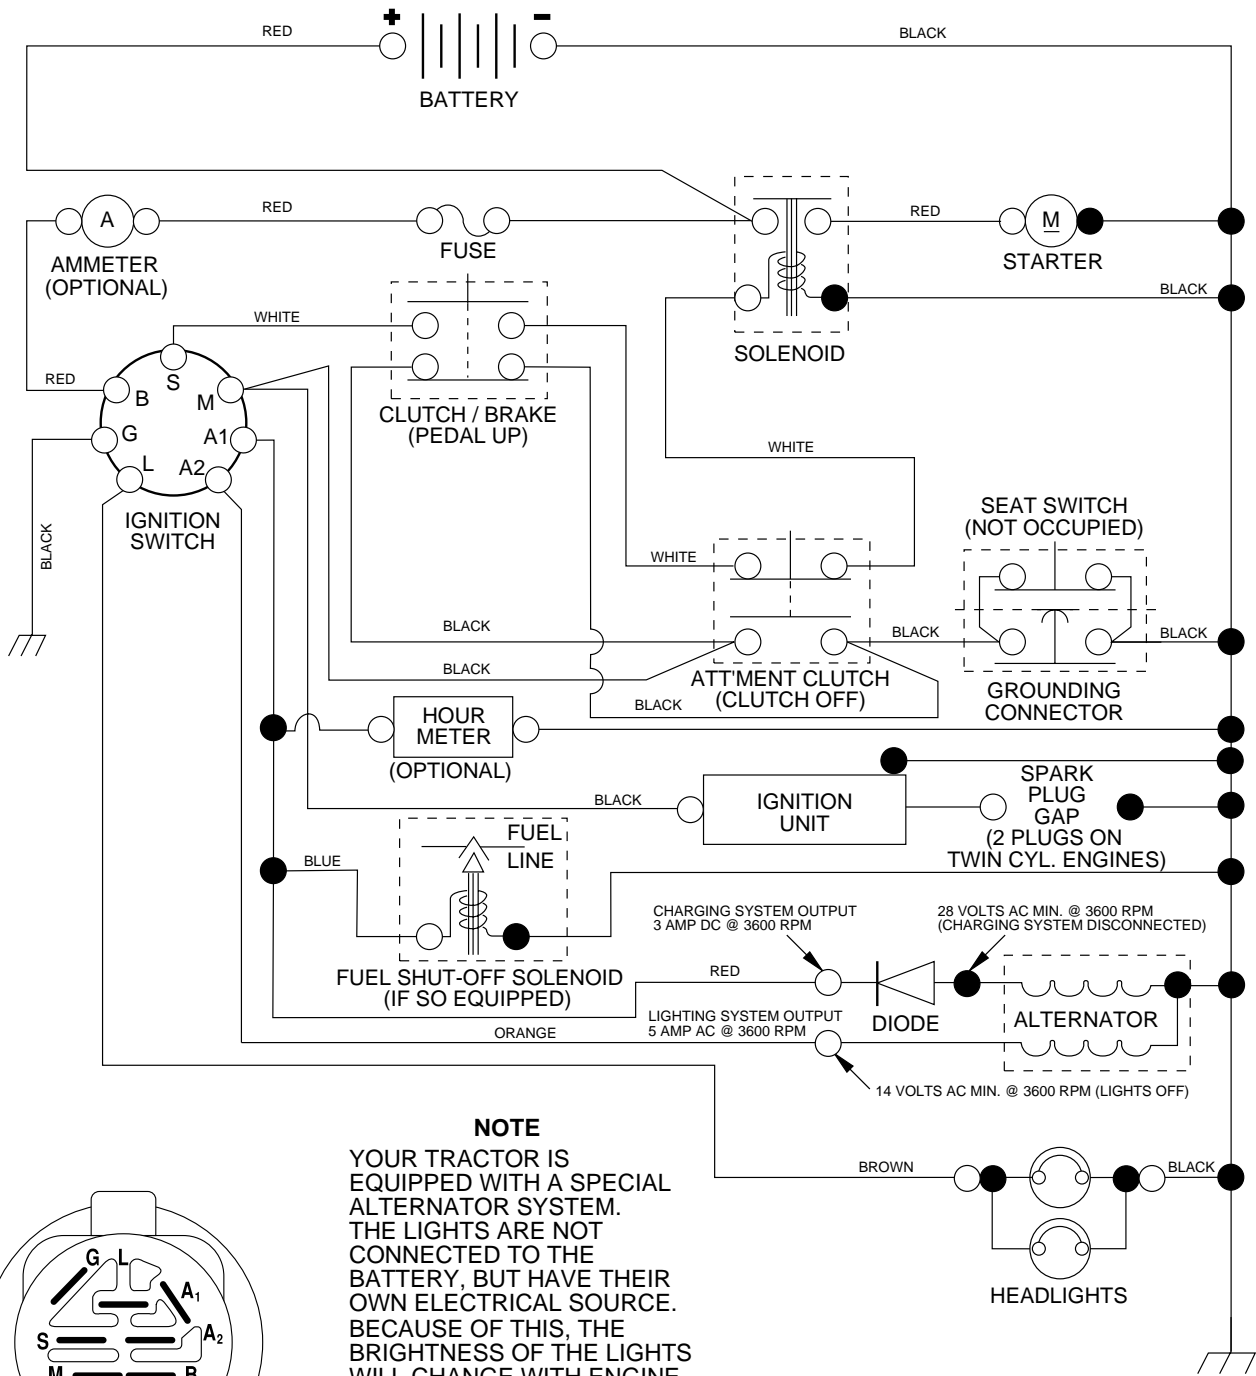 + -
RED
BLACK
BATTERY
A
RED
RED
M
FUSE
STARTER
AMMETER
(OPTIONAL)
BLACK
WHITE
SOLENOID
RED
S
B
M
CLUTCH / BRAKE
(PEDAL UP)
G
A1
WHITE
L
A2
SEAT SWITCH
(NOT OCCUPIED)
IGNITION
SWITCH
BLACK
WHITE
BLACK
BLACK
BLACK
BLACK
ATT'MENT CLUTCH
(CLUTCH OFF)
GROUNDING
CONNECTOR
BLACK
HOUR
METER
(OPTIONAL)
SPARK
PLUG
GAP
(2 PLUGS ON
TWIN CYL. ENGINES)
BLACK
IGNITION
UNIT
FUEL
LINE
BLUE
CHARGING SYSTEM OUTPUT
3 AMP DC @ 3600 RPM
28 VOLTS AC MIN. @ 3600 RPM
(CHARGING SYSTEM DISCONNECTED)
FUEL SHUT-OFF SOLENOID
(IF SO EQUIPPED)
RED
LIGHTING SYSTEM OUTPUT
5 AMP AC @ 3600 RPM
DIODE
ALTERNATOR
ORANGE
14 VOLTS AC MIN. @ 3600 RPM (LIGHTS OFF)
NOTE
YOUR TRACTOR IS
EQUIPPED WITH A SPECIAL
ALTERNATOR SYSTEM.
THE LIGHTS ARE NOT
CONNECTED TO THE
BATTERY, BUT HAVE THEIR
OWN ELECTRICAL SOURCE.
BECAUSE OF THIS, THE
BRIGHTNESS OF THE LIGHTS
WILL CHANGE WITH ENGINE
BROWN
BLACK
HEADLIGHTS
G L
A1
S
A2
M
B